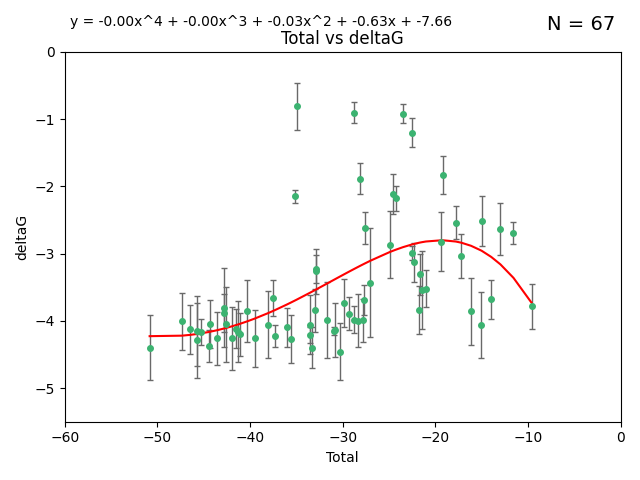 y = -0.00x^4 + -0.00x^3 + -0.03x^2 + -0.63x + -7.66
N = 67
Total vs deltaG
0
−1
−2
−3
−4
−5
deltaG
−60 −50 −40 −30 −20 −10 0
Total